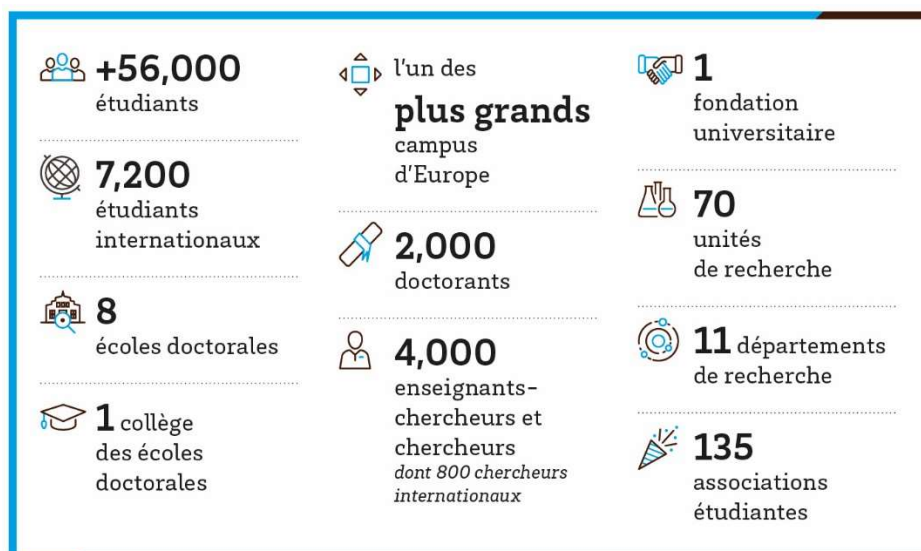 +56,000
étudiants
7,200
étudiants
internationaux
8
écoles doctorales
1 collège
des écoles
doctorales
l'un des
plus grands
campus
d'Europe
2,000
doctorants
4,000
enseignants-
chercheurs et
chercheurs
dont 800 chercheurs
internationaux
1
fondation
universitaire
70
unités
de recherche
11 départements
de recherche
135
associations
étudiantes